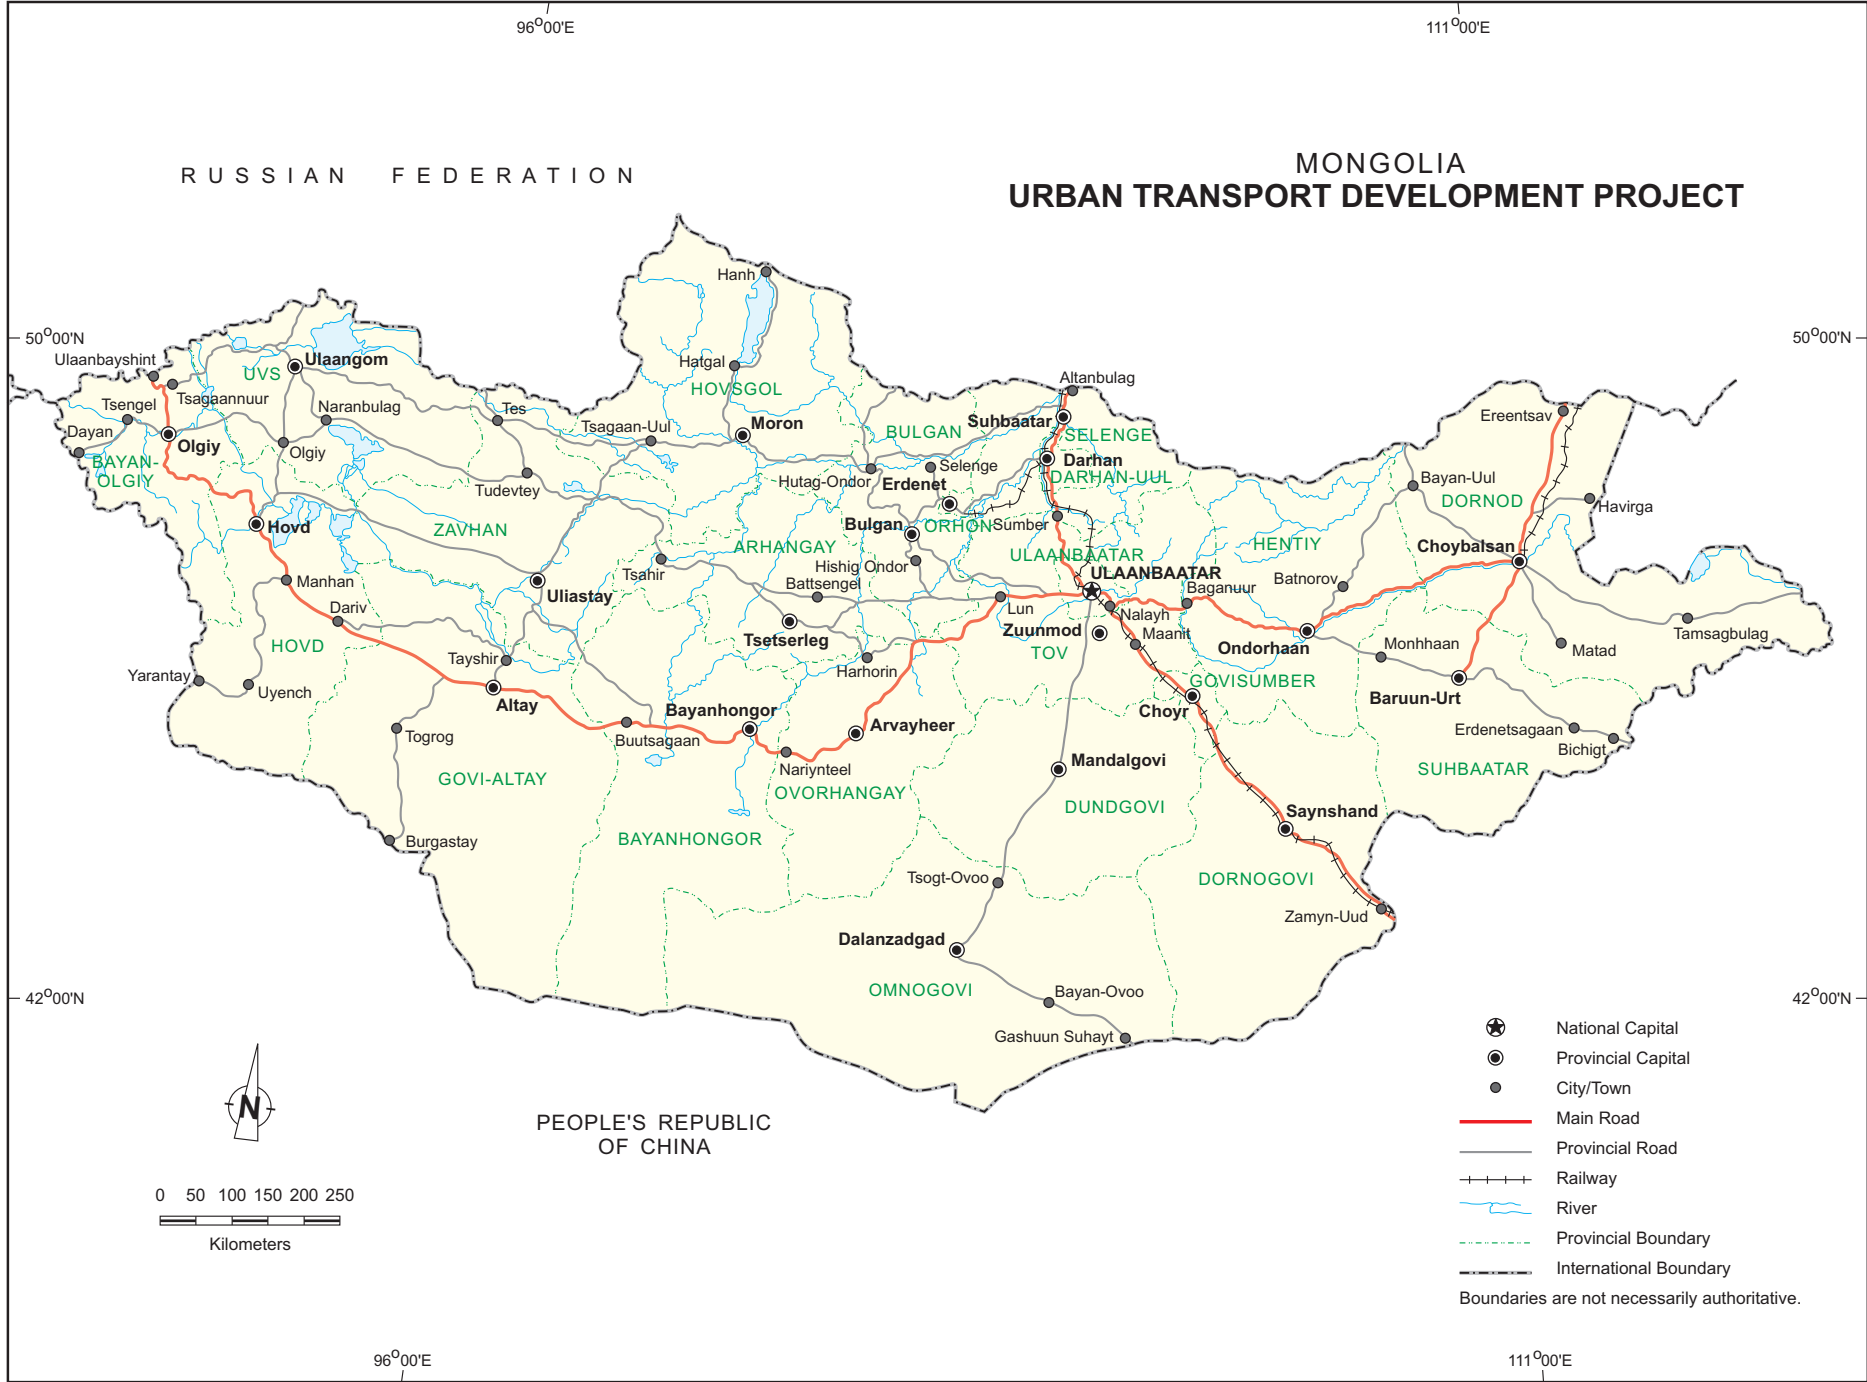 96°00'E
111°00'E
MONGOLIA
URBAN TRANSPORT DEVELOPMENT PROJECT
RUSSIAN FEDERATION
Hanh
50°00'N
50°00'N
Ulaanbayshint
Ulaangom
UVS
Hatgal
HOVSGOL
Altanbulag
Tsagaannuur
Tsengel
Naranbulag
Tes
Tsagaan-Uul
Moron
Suhbaatar
BULGAN
SELENGE
Ereentsav
Dayan
Olgiy
Olgiy
BAYAN-
OLGIY
Tudevtey
Hutag-Ondor
Selenge
Erdenet
Darhan
DARHAN-UUL
Bayan-Uul
DORNOD
Havirga
Hovd
ZAVHAN
Bulgan
ORHON
Sumber
ARHANGAY
ULAANBAATAR
HENTIY
Choybalsan
Manhan
Tsahir
Hishig Ondor
Battsengel
ULAANBAATAR
Baganuur
Batnorov
Dariv
Uliastay
Lun
Nalayh
Tsetserleg
Zuunmod
Maanit
TOV
Ondorhaan
Monhhaan
Matad
Tamsagbulag
HOVD
Tayshir
Harhorin
Yarantay
Uyench
GOVISUMBER
Altay
Bayanhongor
Arvayheer
Choyr
Baruun-Urt
Togrog
Buutsagaan
Erdenetsagaan
Bichigt
Nariynteel
Mandalgovi
GOVI-ALTAY
OVORHANGAY
SUHBAATAR
DUNDGOVI
Saynshand
BAYANHONGOR
Burgastay
Tsogt-Ovoo
DORNOGOVI
Zamyn-Uud
Dalanzadgad
OMNOGOVI
Bayan-Ovoo
42°00'N
42°00'N
Gashuun Suhayt
N
PEOPLE'S REPUBLIC
OF CHINA
0 50 100 150 200 250
Kilometers
National Capital
Provincial Capital
City/Town
Main Road
Provincial Road
Railway
River
Provincial Boundary
International Boundary
Boundaries are not necessarily authoritative.
96°00'E
111°00'E